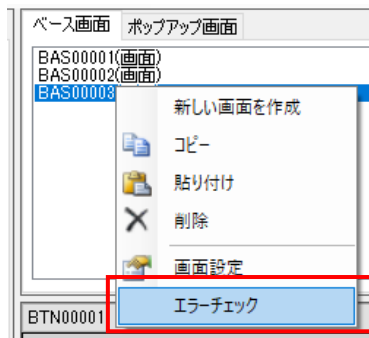 ベース画面 ポップアップ画面
BAS00001(画面)
BAS00002(画面)
BAS00003
新しい画面を作成
コピー
貼り付け
削除
画面設定
エラーチェック
BTN00001